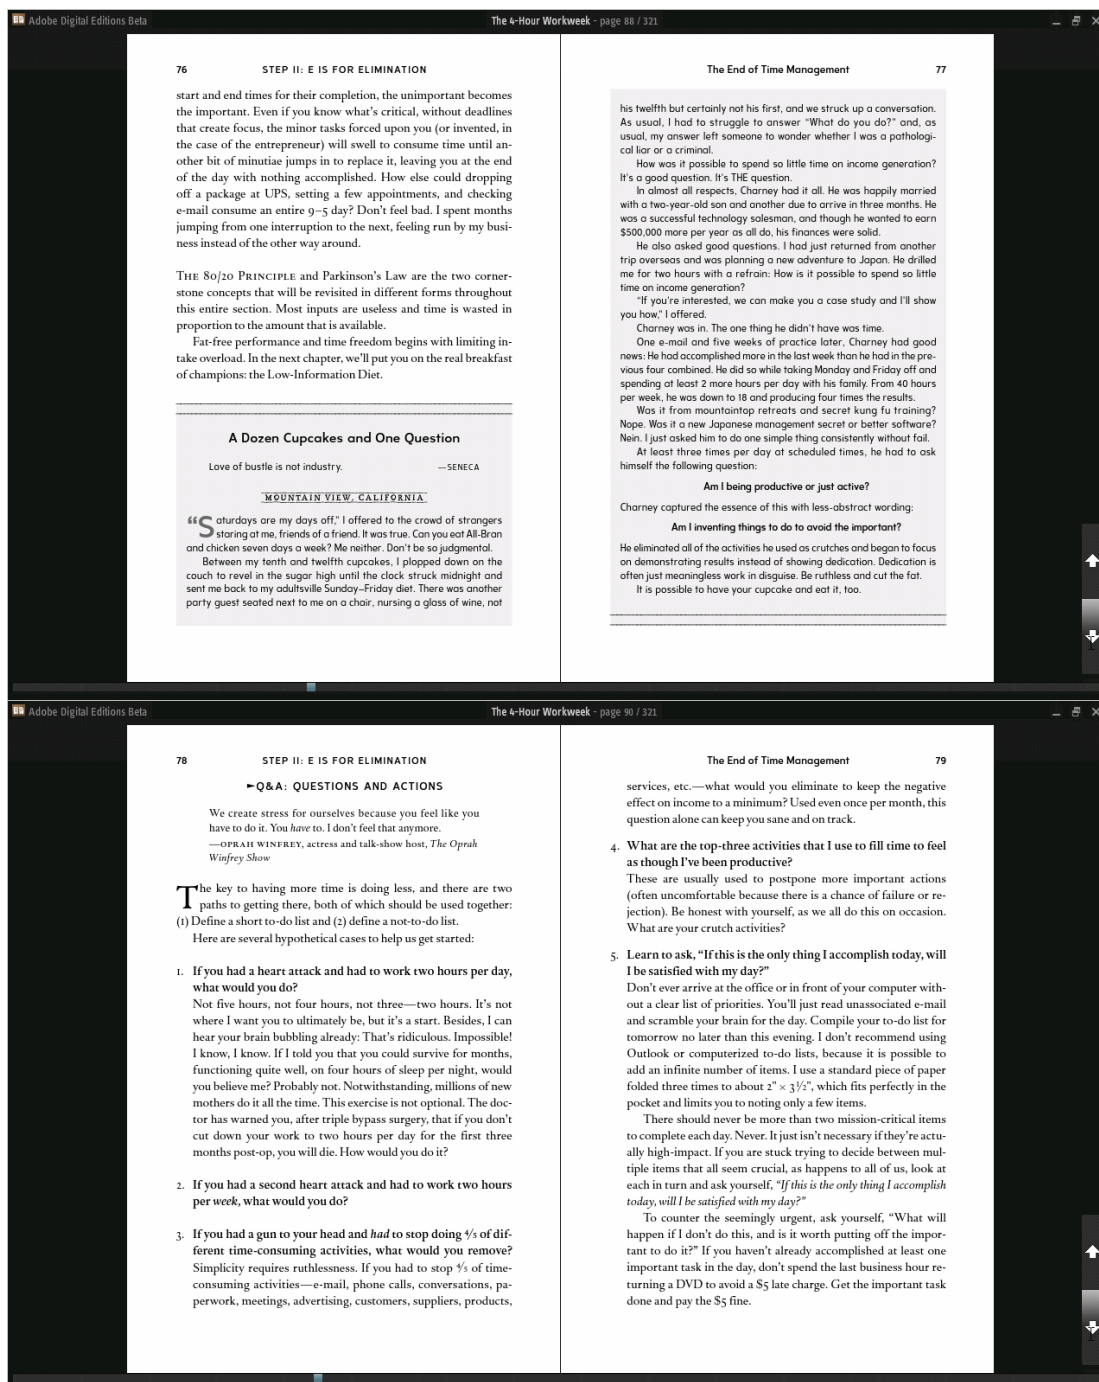 Adobe Digital Editions Beta
The 4-Hour Workweek - page 88 / 321
76
STEP II: E IS FOR ELIMINATION
start and end times for their completion, the unimportant becomes
the important. Even if you know what's critical, without deadlines
that create focus, the minor tasks forced upon you (or invented, in
the case of the entrepreneur) will swell to consume time until an-
other bit of minutiae jumps in to replace it, leaving you at the end
of the day with nothing accomplished. How else could dropping
off a package at UPS, setting a few appointments, and checking
e-mail consume an entire 9–5 day? Don't feel bad. I spent months
jumping from one interruption to the next, feeling run by my busi-
ness instead of the other way around.
THE 80/20 PRINCIPLE and Parkinson's Law are the two corner-
stone concepts that will be revisited in different forms throughout
this entire section. Most inputs are useless and time is wasted in
proportion to the amount that is available.
Fat-free performance and time freedom begins with limiting in-
take overload. In the next chapter, we'll put you on the real breakfast
of champions: the Low-Information Diet.
A Dozen Cupcakes and One Question
Love of bustle is not industry. —SENECA
MOUNTAIN VIEW, CALIFORNIA
"Saturdays are my days off," I offered to the crowd of strangers
staring at me, friends of a friend. It was true. Can you eat All-Bran
and chicken seven days a week? Me neither. Don't be so judgmental.
Between my tenth and twelfth cupcakes, I plopped down on the
couch to revel in the sugar high until the clock struck midnight and
sent me back to my adultsville Sunday–Friday diet. There was another
party guest seated next to me on a chair, nursing a glass of wine, not
The End of Time Management
77
his twelfth but certainly not his first, and we struck up a conversation.
As usual, I had to struggle to answer "What do you do?" and, as
usual, my answer left someone to wonder whether I was a pathologi-
cal liar or a criminal.
How was it possible to spend so little time on income generation?
It's a good question. It's THE question.
In almost all respects, Charney had it all. He was happily married
with a two-year-old son and another due to arrive in three months. He
was a successful technology salesman, and though he wanted to earn
$500,000 more per year as all do, his finances were solid.
He also asked good questions. I had just returned from another
trip overseas and was planning a new adventure to Japan. He drilled
me for two hours with a refrain: How is it possible to spend so little
time on income generation?
"If you're interested, we can make you a case study and I'll show
you how," I offered.
Charney was in. The one thing he didn't have was time.
One e-mail and five weeks of practice later, Charney had good
news: He had accomplished more in the last week than he had in the pre-
vious four combined. He did so while taking Monday and Friday off and
spending at least 2 more hours per day with his family. From 40 hours
per week, he was down to 18 and producing four times the results.
Was it from mountaintop retreats and secret kung fu training?
Nope. Was it a new Japanese management secret or better software?
Nein. I just asked him to do one simple thing consistently without fail.
At least three times per day at scheduled times, he had to ask
himself the following question:
Am I being productive or just active?
Charney captured the essence of this with less-abstract wording:
Am I inventing things to do to avoid the important?
He eliminated all of the activities he used as crutches and began to focus
on demonstrating results instead of showing dedication. Dedication is
often just meaningless work in disguise. Be ruthless and cut the fat.
It is possible to have your cupcake and eat it, too.
Adobe Digital Editions Beta
The 4-Hour Workweek - page 90 / 321
78
STEP II: E IS FOR ELIMINATION
►Q&A: QUESTIONS AND ACTIONS
We create stress for ourselves because you feel like you
have to do it. You have to. I don't feel that anymore.
—OPRAH WINFREY, actress and talk-show host, The Oprah
Winfrey Show
The key to having more time is doing less, and there are two
paths to getting there, both of which should be used together:
(1) Define a short to-do list and (2) define a not-to-do list.
Here are several hypothetical cases to help us get started:
1. If you had a heart attack and had to work two hours per day,
what would you do?
Not five hours, not four hours, not three—two hours. It's not
where I want you to ultimately be, but it's a start. Besides, I can
hear your brain bubbling already: That's ridiculous. Impossible!
I know, I know. If I told you that you could survive for months,
functioning quite well, on four hours of sleep per night, would
you believe me? Probably not. Notwithstanding, millions of new
mothers do it all the time. This exercise is not optional. The doc-
tor has warned you, after triple bypass surgery, that if you don't
cut down your work to two hours per day for the first three
months post-op, you will die. How would you do it?
2. If you had a second heart attack and had to work two hours
per week, what would you do?
3. If you had a gun to your head and had to stop doing 4/5 of dif-
ferent time-consuming activities, what would you remove?
Simplicity requires ruthlessness. If you had to stop 4/5 of time-
consuming activities—e-mail, phone calls, conversations, pa-
perwork, meetings, advertising, customers, suppliers, products,
The End of Time Management
79
services, etc.—what would you eliminate to keep the negative
effect on income to a minimum? Used even once per month, this
question alone can keep you sane and on track.
4. What are the top-three activities that I use to fill time to feel
as though I've been productive?
These are usually used to postpone more important actions
(often uncomfortable because there is a chance of failure or re-
jection). Be honest with yourself, as we all do this on occasion.
What are your crutch activities?
5. Learn to ask, "If this is the only thing I accomplish today, will
I be satisfied with my day?"
Don't ever arrive at the office or in front of your computer with-
out a clear list of priorities. You'll just read unassociated e-mail
and scramble your brain for the day. Compile your to-do list for
tomorrow no later than this evening. I don't recommend using
Outlook or computerized to-do lists, because it is possible to
add an infinite number of items. I use a standard piece of paper
folded three times to about 2" × 3½", which fits perfectly in the
pocket and limits you to noting only a few items.
There should never be more than two mission-critical items
to complete each day. Never. It just isn't necessary if they're actu-
ally high-impact. If you are stuck trying to decide between mul-
tiple items that all seem crucial, as happens to all of us, look at
each in turn and ask yourself, "If this is the only thing I accomplish
today, will I be satisfied with my day?"
To counter the seemingly urgent, ask yourself, "What will
happen if I don't do this, and is it worth putting off the impor-
tant to do it?" If you haven't already accomplished at least one
important task in the day, don't spend the last business hour re-
turning a DVD to avoid a $5 late charge. Get the important task
done and pay the $5 fine.